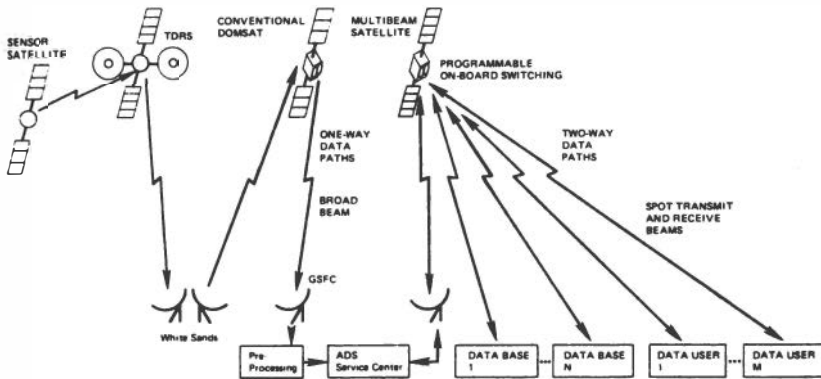 SENSOR
SATELLITE
TDRS
CONVENTIONAL
DOMSAT
MULTIBEAM
SATELLITE
PROGRAMMABLE
ON-BOARD SWITCHING
ONE-WAY
DATA
PATHS
BROAD
BEAM
TWO-WAY
DATA
PATHS
SPOT TRANSMIT
AND RECEIVE
BEAMS
GSFC
White Sands
Pre-
Processing
ADS
Service Center
DATA BASE
1
...
DATA BASE
N
DATA USER
1
...
DATA USER
M